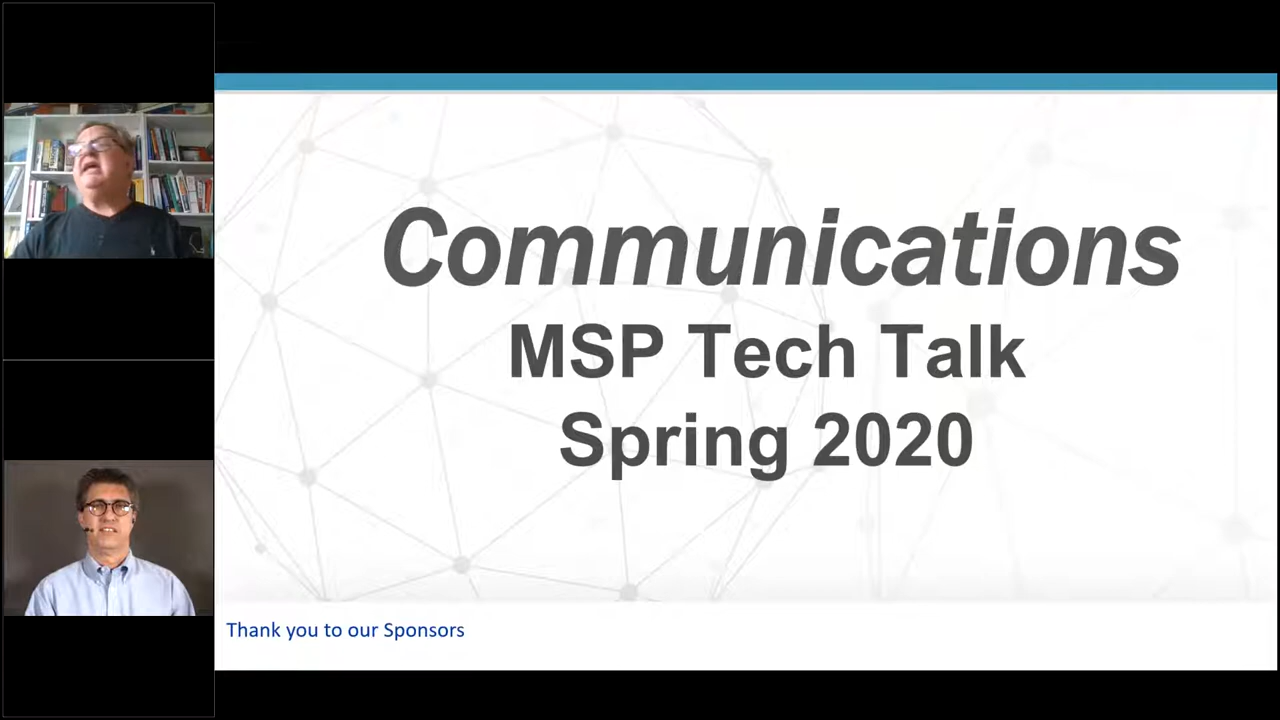 Communications
MSP Tech Talk
Spring 2020
Thank you to our Sponsors